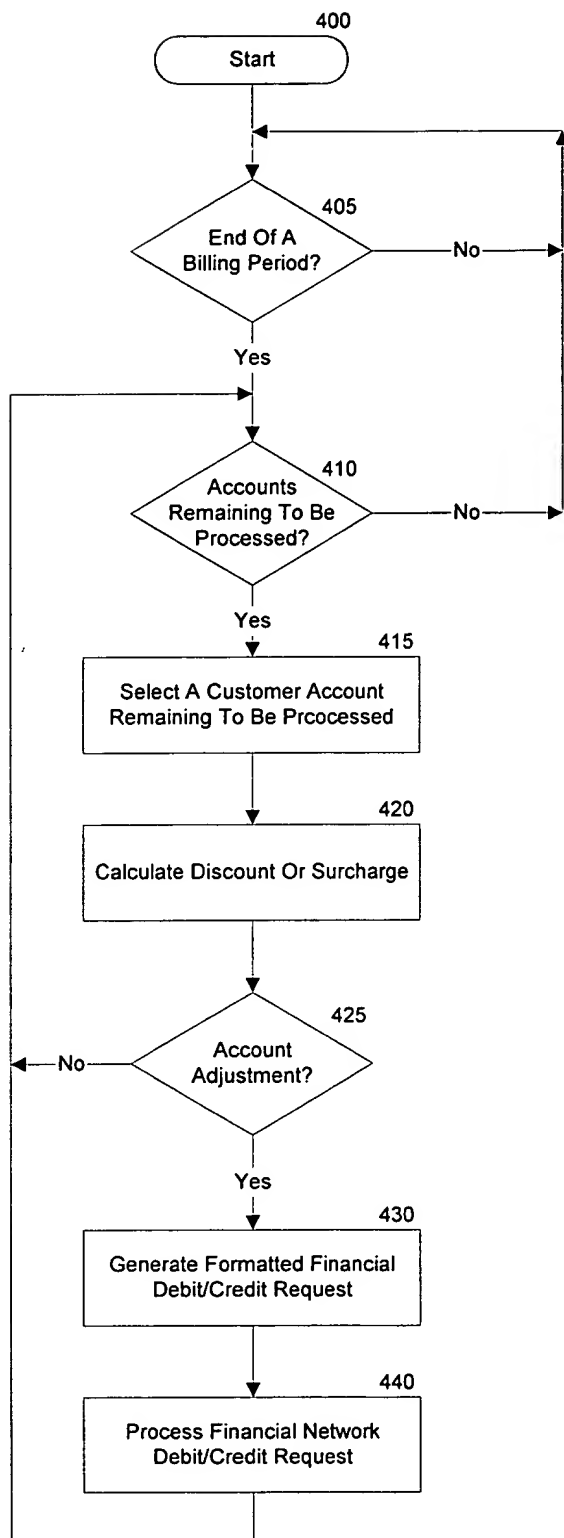 400
Start
405
End Of A
Billing Period?
No
Yes
410
Accounts
Remaining To Be
Processed?
No
Yes
415
Select A Customer Account
Remaining To Be Prcocessed
420
Calculate Discount Or Surcharge
425
Account
Adjustment?
No
Yes
430
Generate Formatted Financial
Debit/Credit Request
440
Process Financial Network
Debit/Credit Request